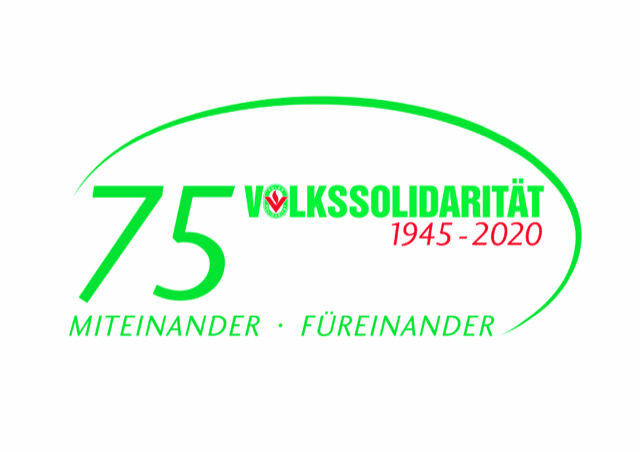 75 VOLKSSOLIDARITÄT
1945 - 2020
MITEINANDER · FÜREINANDER